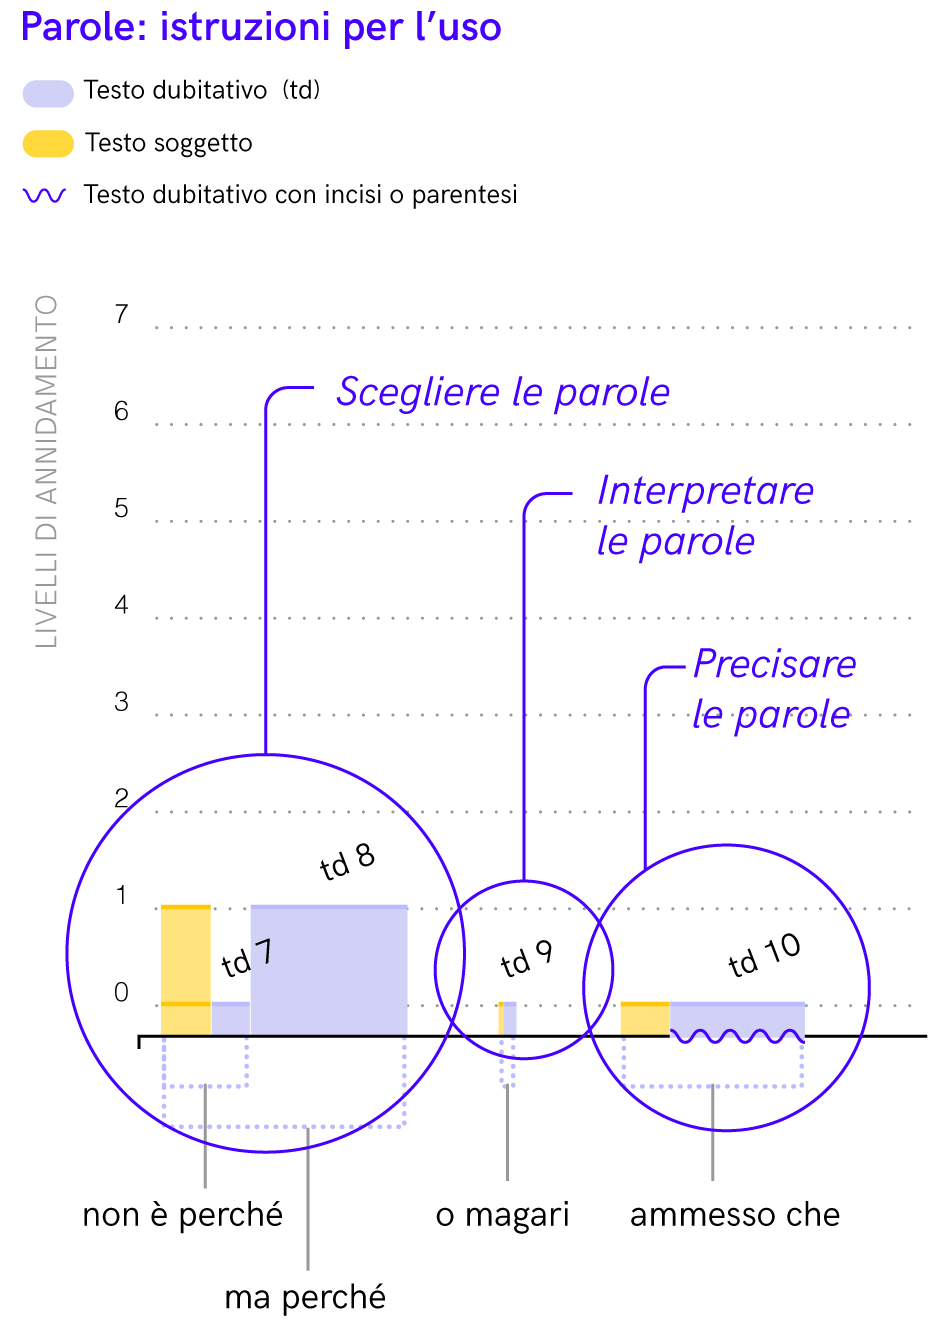 Parole: istruzioni per l’uso
Testo dubitativo (td)
Testo soggetto
Testo dubitativo con incisi o parentesi
LIVELLI DI ANNIDAMENTO
7
Scegliere le parole
6
Interpretare
le parole
5
4
Precisare
le parole
3
2
td 8
1
td 7
td 9
td 10
0
non è perché
o magari
ammesso che
ma perché